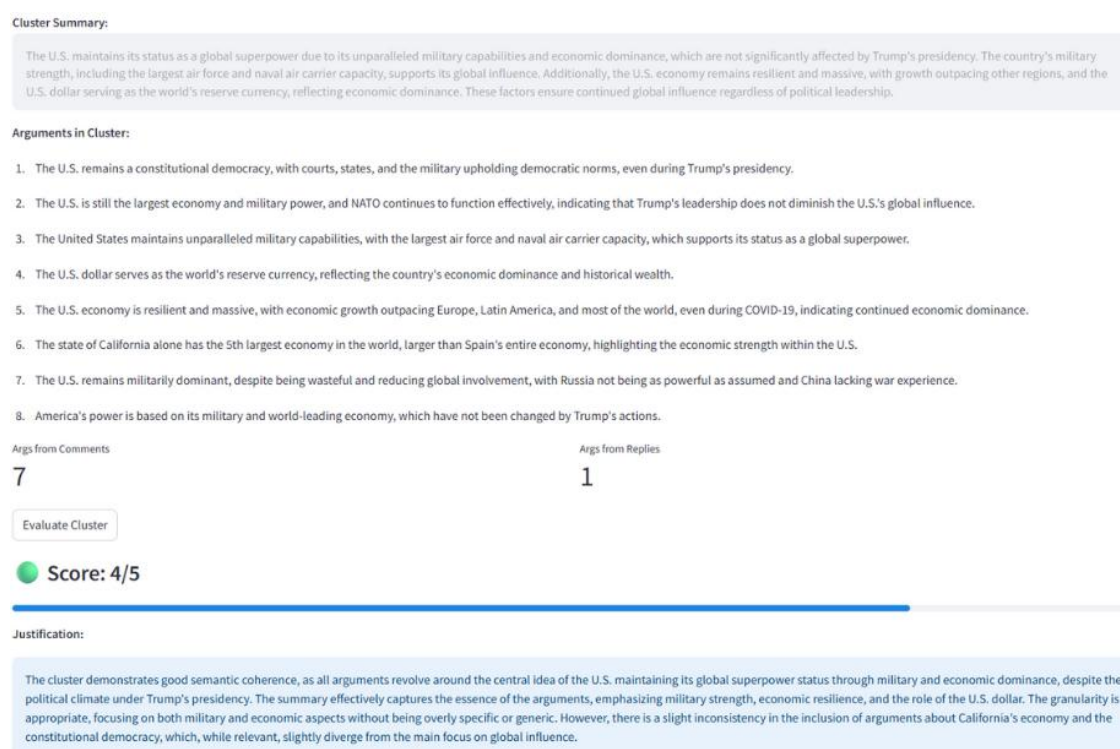 Cluster Summary:
The U.S. maintains its status as a global superpower due to its unparalleled military capabilities and economic dominance, which are not significantly affected by Trump's presidency. The country's military
strength, including the largest air force and naval air carrier capacity, supports its global influence. Additionally, the U.S. economy remains resilient and massive, with growth outpacing other regions, and the
U.S. dollar serving as the world's reserve currency, reflecting economic dominance. These factors ensure continued global influence regardless of political leadership.
Arguments in Cluster:
1. The U.S. remains a constitutional democracy, with courts, states, and the military upholding democratic norms, even during Trump's presidency.
2. The U.S. is still the largest economy and military power, and NATO continues to function effectively, indicating that Trump's leadership does not diminish the U.S.'s global influence.
3. The United States maintains unparalleled military capabilities, with the largest air force and naval air carrier capacity, which supports its status as a global superpower.
4. The U.S. dollar serves as the world's reserve currency, reflecting the country's economic dominance and historical wealth.
5. The U.S. economy is resilient and massive, with economic growth outpacing Europe, Latin America, and most of the world, even during COVID-19, indicating continued economic dominance.
6. The state of California alone has the 5th largest economy in the world, larger than Spain's entire economy, highlighting the economic strength within the U.S.
7. The U.S. remains militarily dominant, despite being wasteful and reducing global involvement, with Russia not being as powerful as assumed and China lacking war experience.
8. America's power is based on its military and world-leading economy, which have not been changed by Trump's actions.
Args from Comments
Args from Replies
7
1
Evaluate Cluster
Score: 4/5
Justification:
The cluster demonstrates good semantic coherence, as all arguments revolve around the central idea of the U.S. maintaining its global superpower status through military and economic dominance, despite the
political climate under Trump's presidency. The summary effectively captures the essence of the arguments, emphasizing military strength, economic resilience, and the role of the U.S. dollar. The granularity is
appropriate, focusing on both military and economic aspects without being overly specific or generic. However, there is a slight inconsistency in the inclusion of arguments about California's economy and the
constitutional democracy, which, while relevant, slightly diverge from the main focus on global influence.